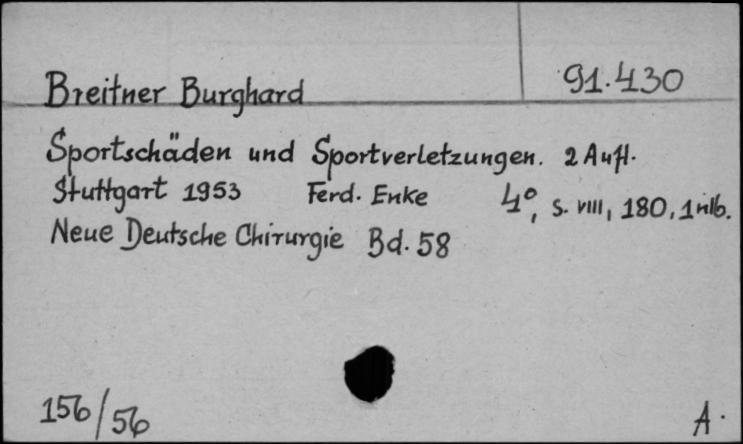 Breitner Burghard 91.430
Sportschäden und Sportverletzungen. 2 Aufl.
Stuttgart 1953 Ferd. Enke 4°, S. VIII, 180, 1
Neue Deutsche Chirurgie Bd. 58
156/56 A.